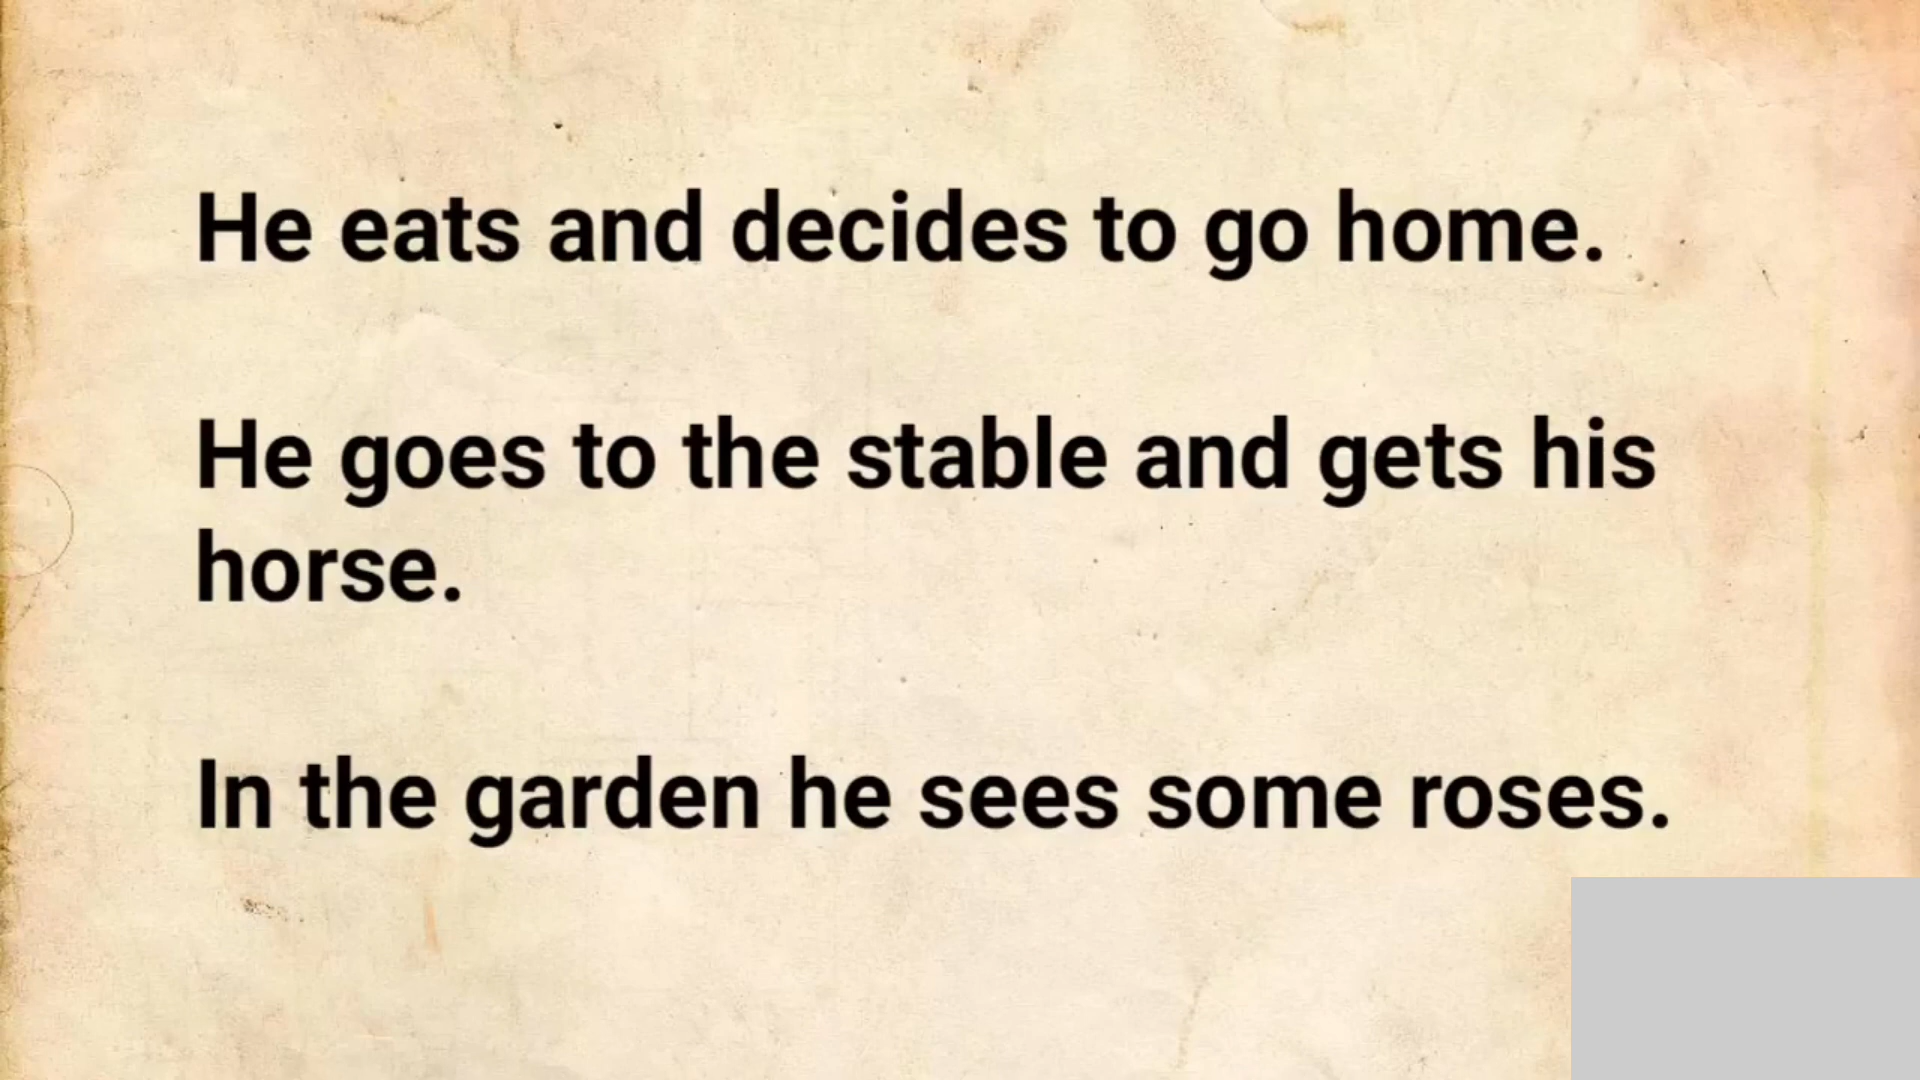 He eats and decides to go home.
He goes to the stable and gets his
horse.
In the garden he sees some roses.